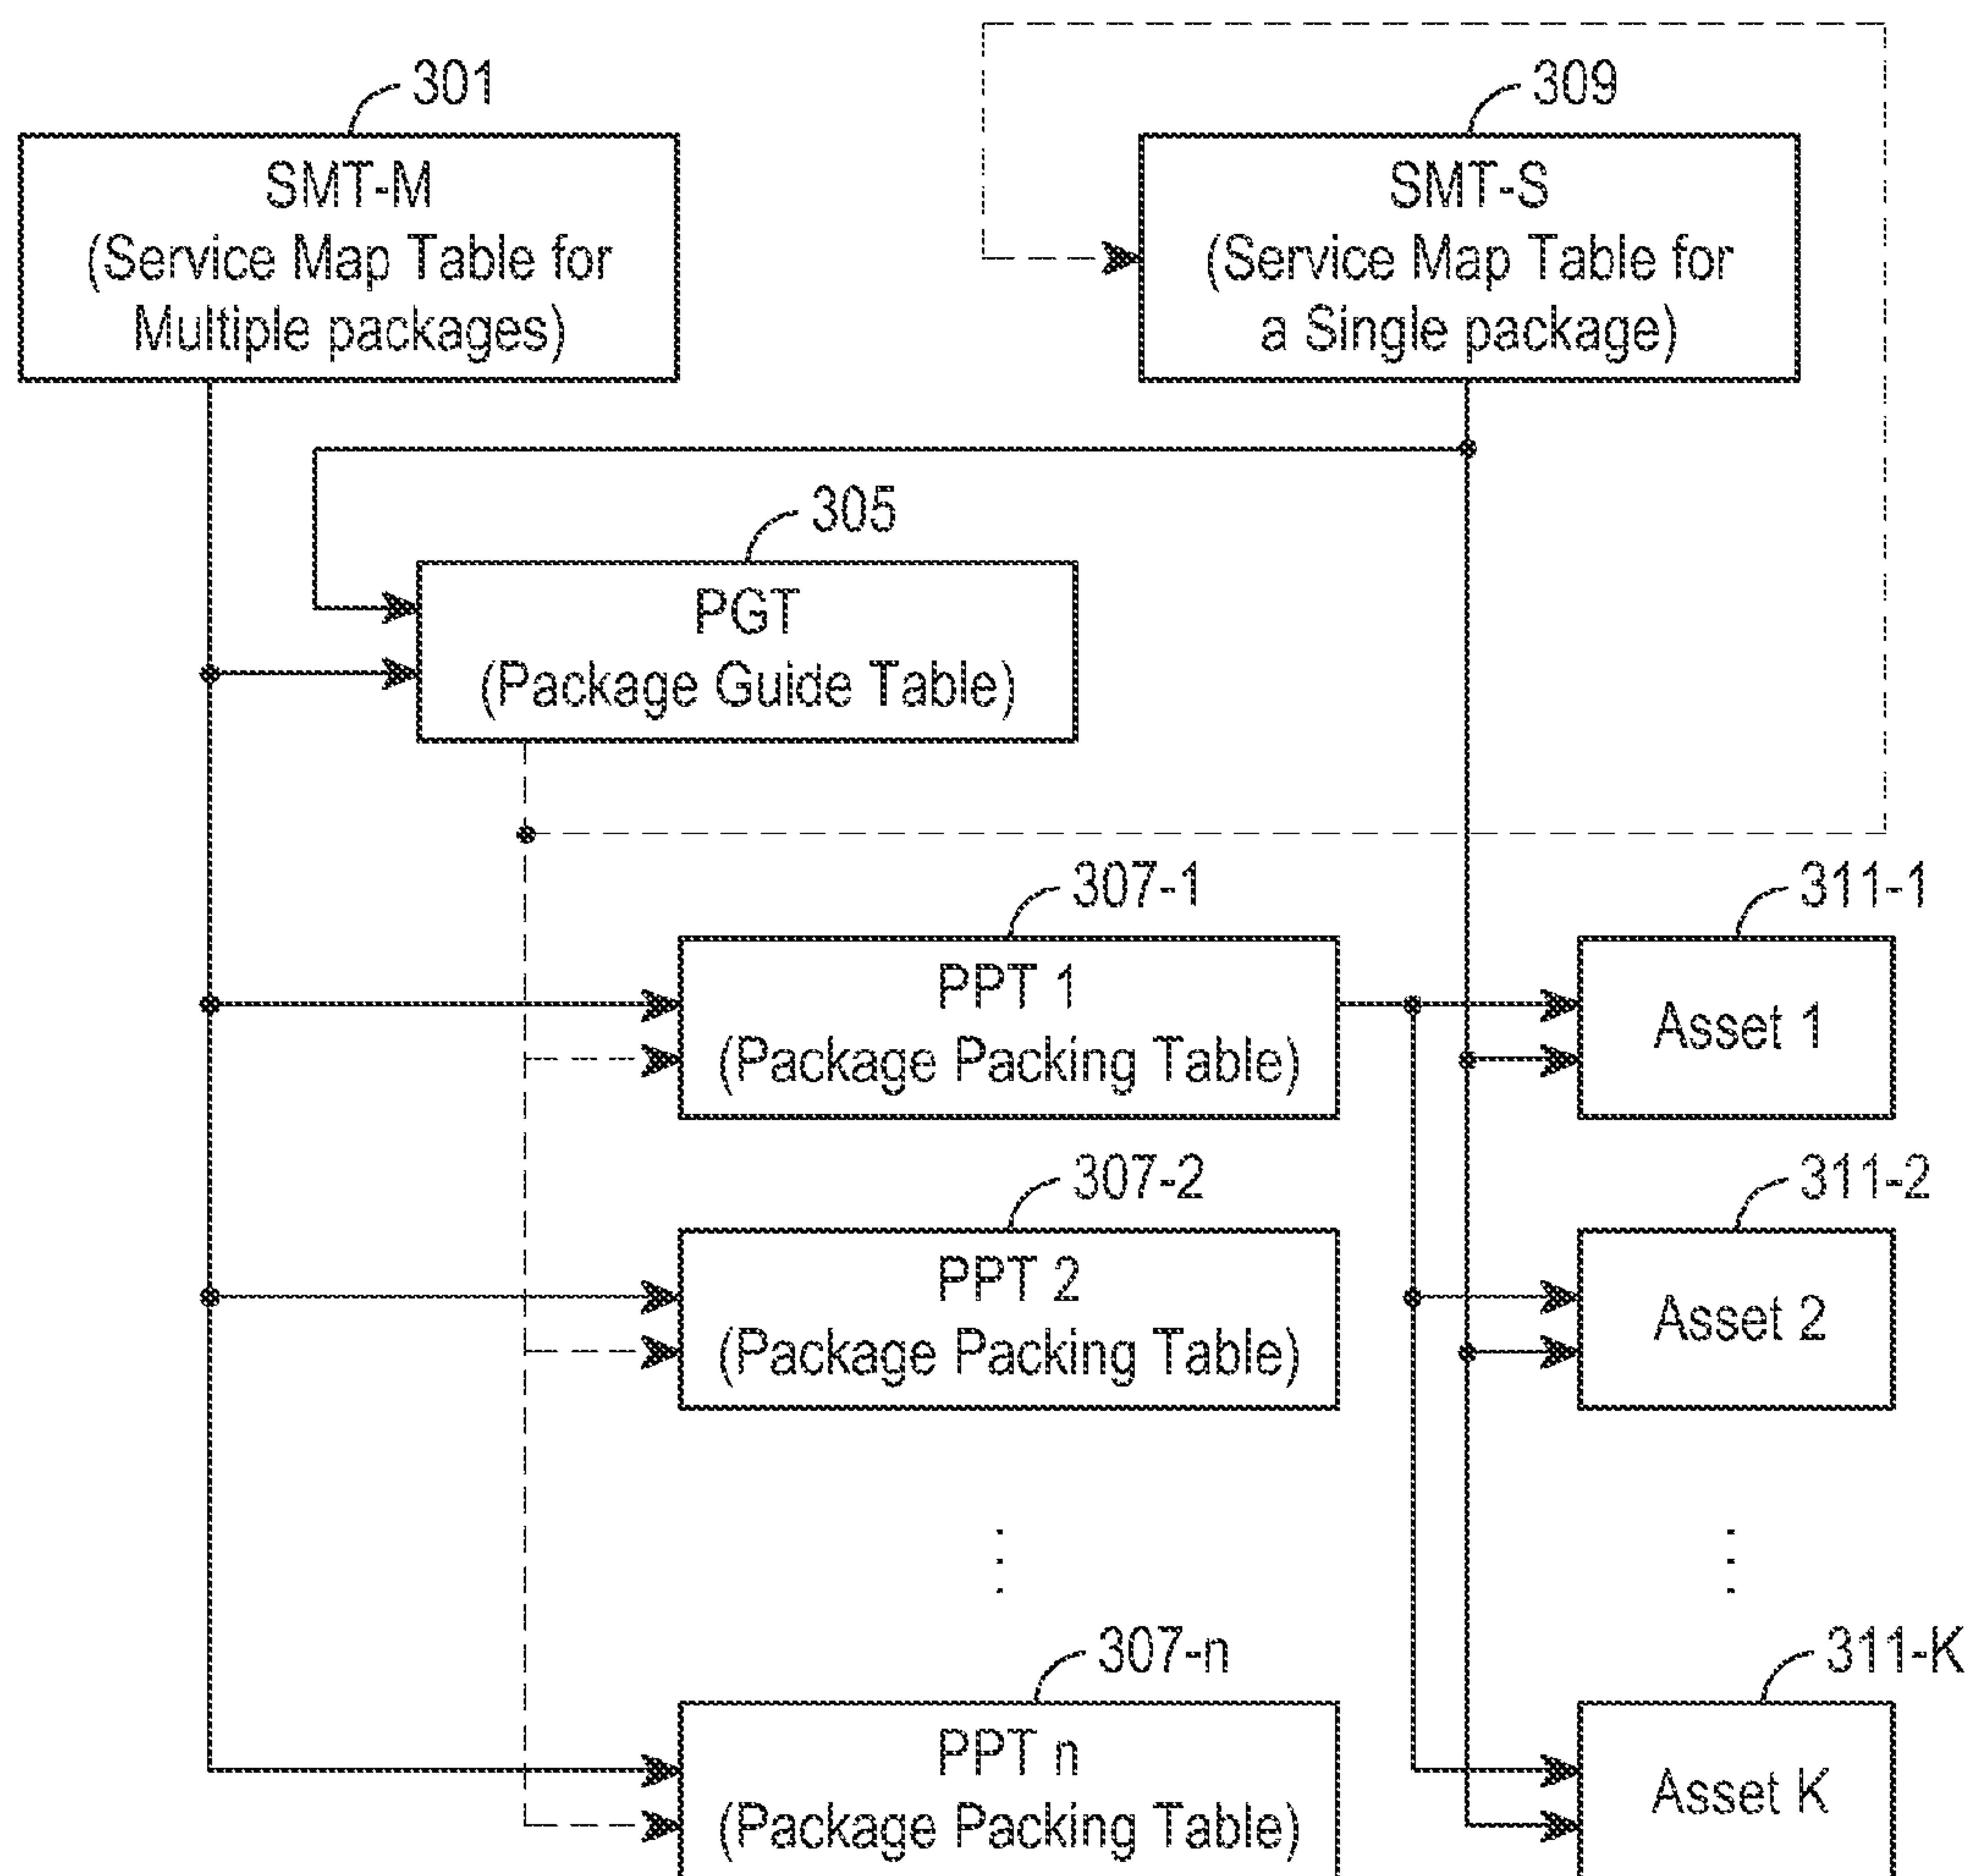 301
SMT-M
(Service Map Table for
Multiple packages)
309
SMT-S
(Service Map Table for
a Single package)
305
PGT
(Package Guide Table)
307-1
PPT 1
(Package Packing Table)
311-1
Asset 1
307-2
PPT 2
(Package Packing Table)
311-2
Asset 2
307-n
PPT n
(Package Packing Table)
311-K
Asset K